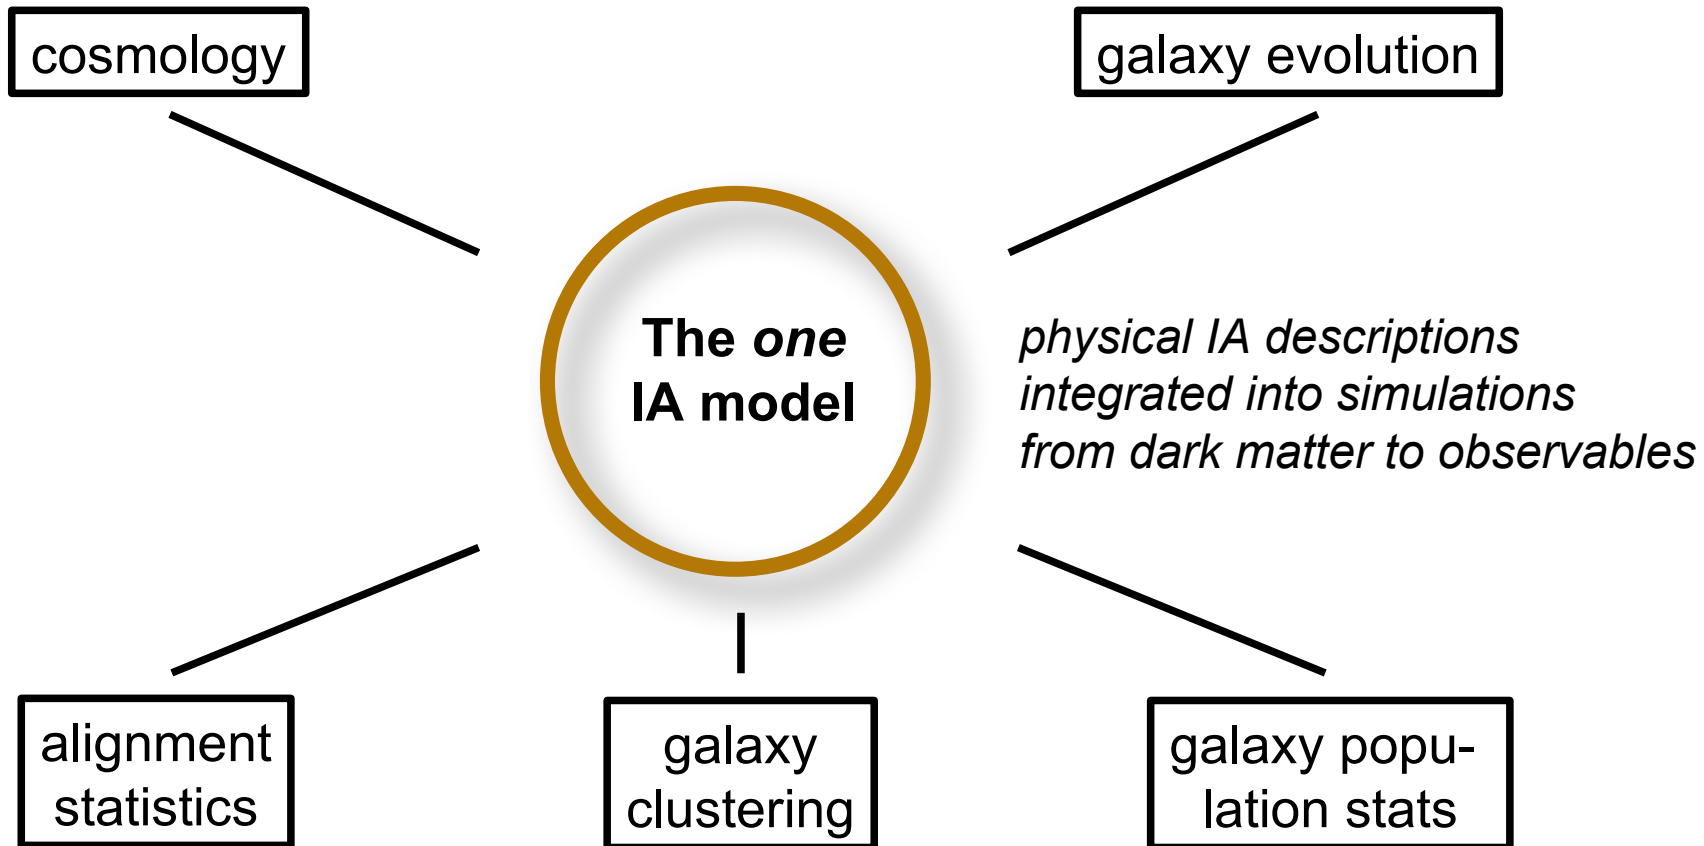 cosmology
galaxy evolution
The one
IA model
physical IA descriptions
integrated into simulations
from dark matter to observables
alignment
statistics
galaxy
clustering
galaxy popu-
lation stats